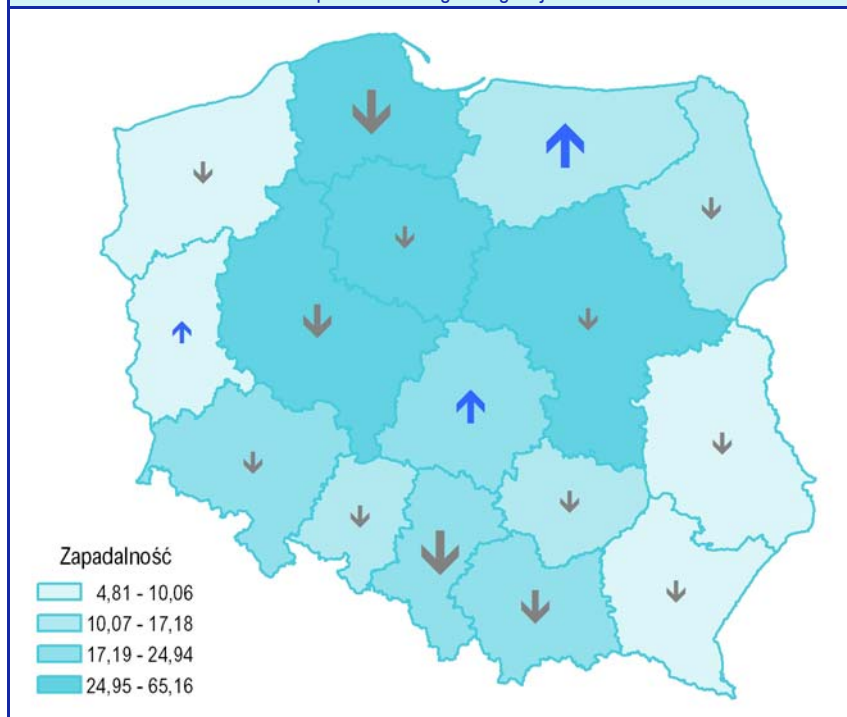 Zapadalność
4,81 - 10,06
10,07 - 17,18
17,19 - 24,94
24,95 - 65,16